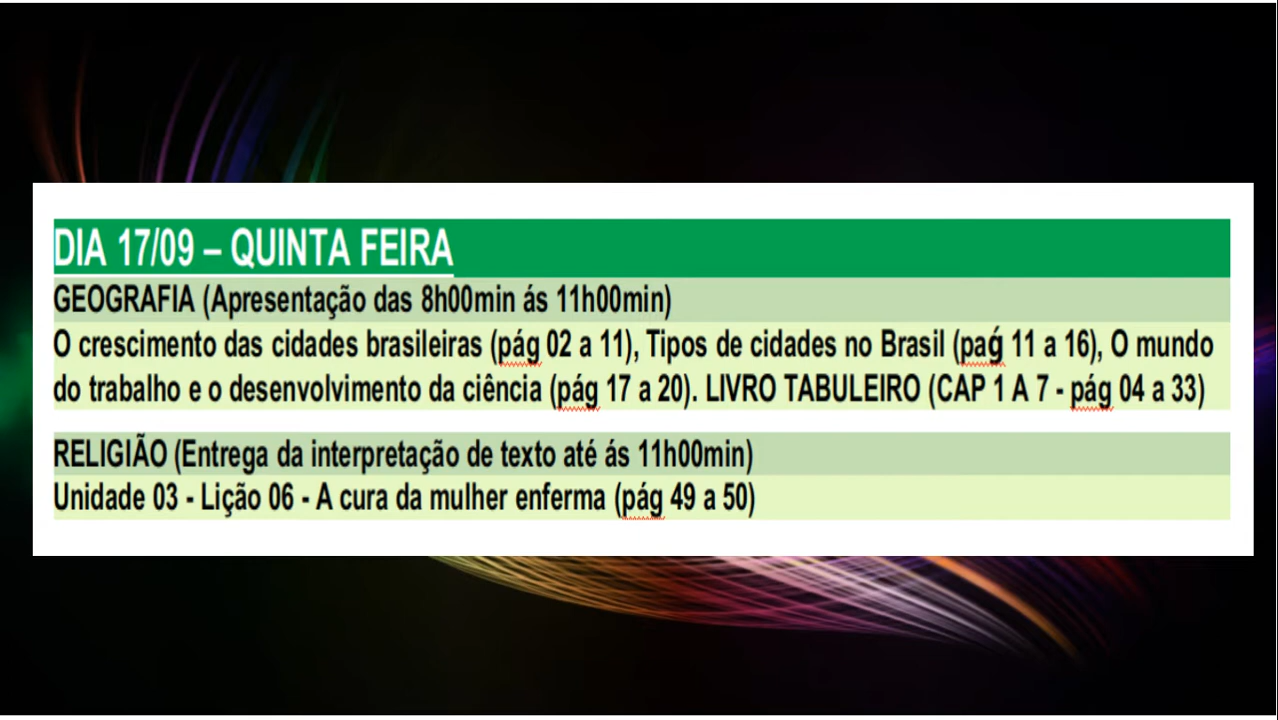 DIA 17/09 – QUINTA FEIRA
GEOGRAFIA (Apresentação das 8h00min ás 11h00min)
O crescimento das cidades brasileiras (pág 02 a 11), Tipos de cidades no Brasil (paǵ 11 a 16), O mundo
do trabalho e o desenvolvimento da ciência (pág 17 a 20). LIVRO TABULEIRO (CAP 1 A 7 - pág 04 a 33)
RELIGIÃO (Entrega da interpretação de texto até ás 11h00min)
Unidade 03 - Lição 06 - A cura da mulher enferma (pág 49 a 50)